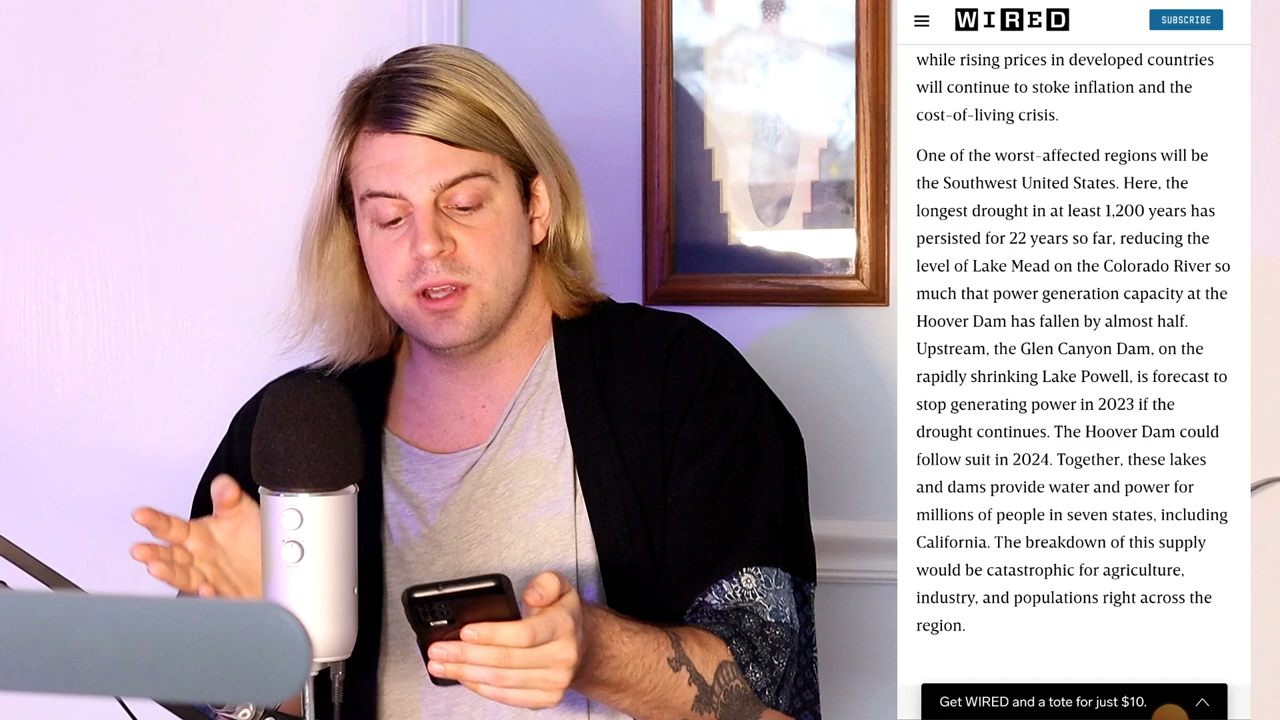 WIRED
SUBSCRIBE
while rising prices in developed countries
will continue to stoke inflation and the
cost-of-living crisis.
One of the worst-affected regions will be
the Southwest United States. Here, the
longest drought in at least 1,200 years has
persisted for 22 years so far, reducing the
level of Lake Mead on the Colorado River so
much that power generation capacity at the
Hoover Dam has fallen by almost half.
Upstream, the Glen Canyon Dam, on the
rapidly shrinking Lake Powell, is forecast to
stop generating power in 2023 if the
drought continues. The Hoover Dam could
follow suit in 2024. Together, these lakes
and dams provide water and power for
millions of people in seven states, including
California. The breakdown of this supply
would be catastrophic for agriculture,
industry, and populations right across the
region.
Get WIRED and a tote for just $10.